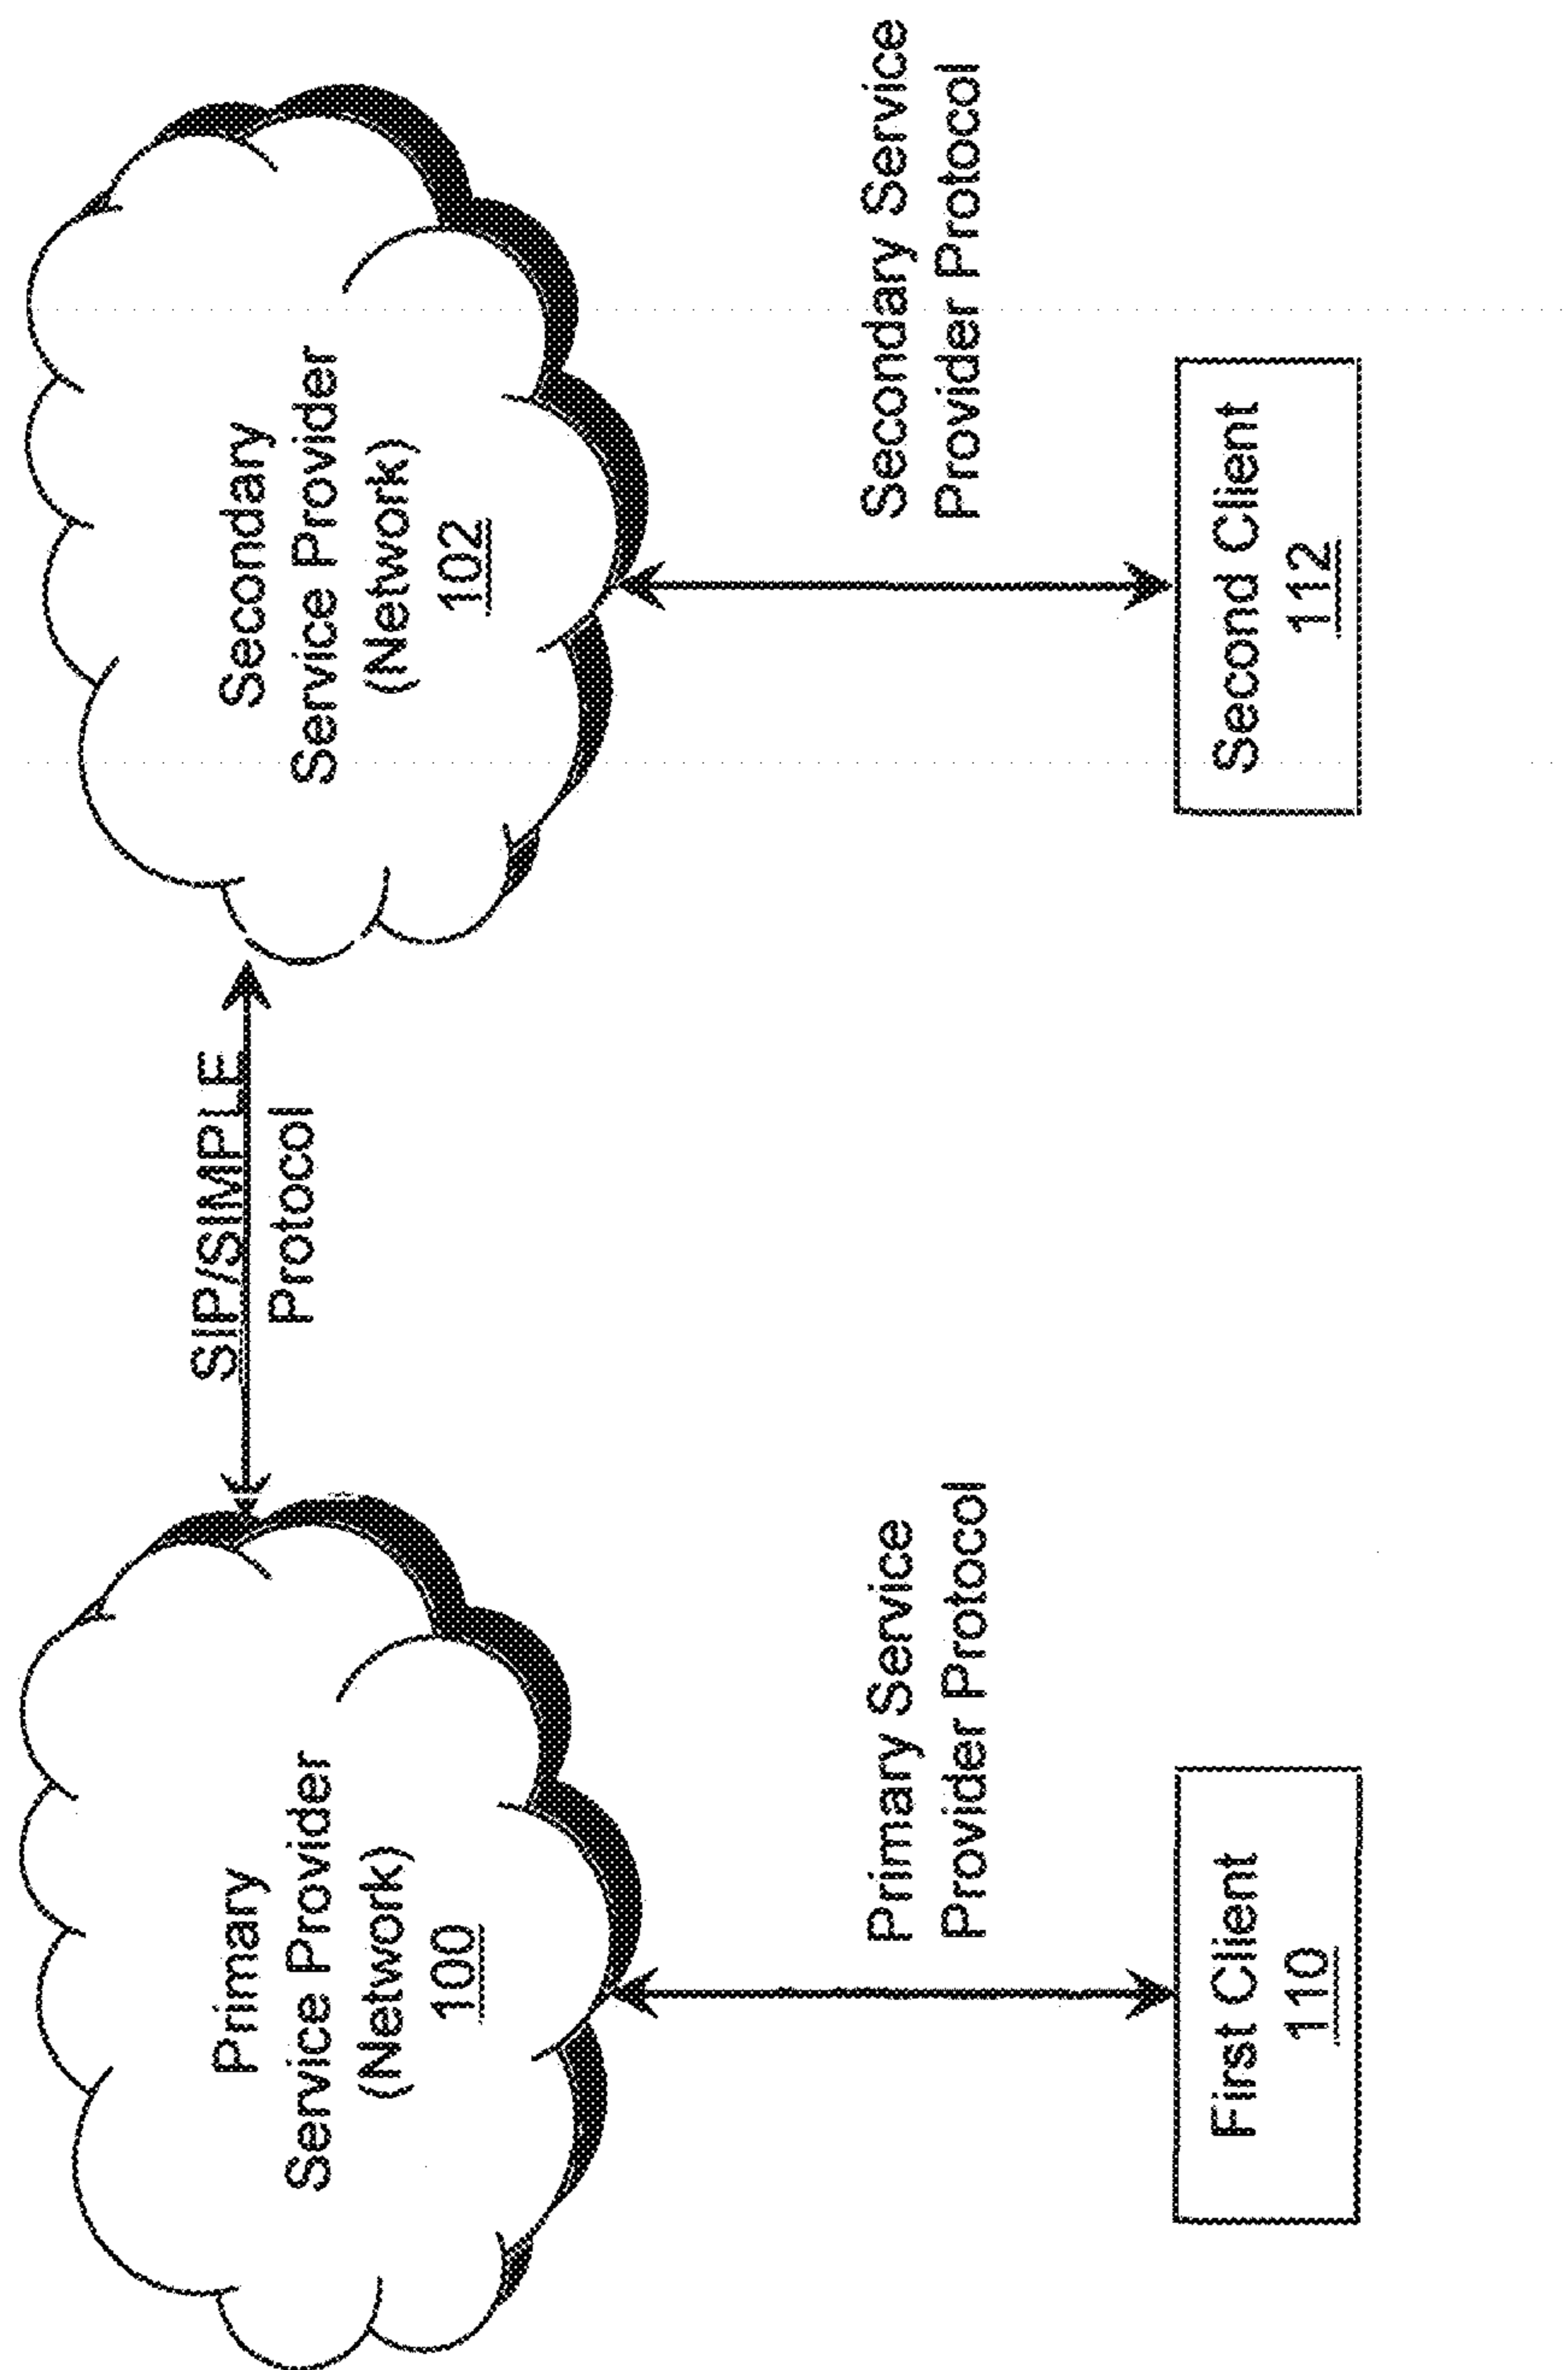 Primary
Service Provider
(Network)
100
SIP/SIMPLE
Protocol
Secondary
Service Provider
(Network)
102
Primary Service
Provider Protocol
Secondary Service
Provider Protocol
First Client
110
Second Client
112